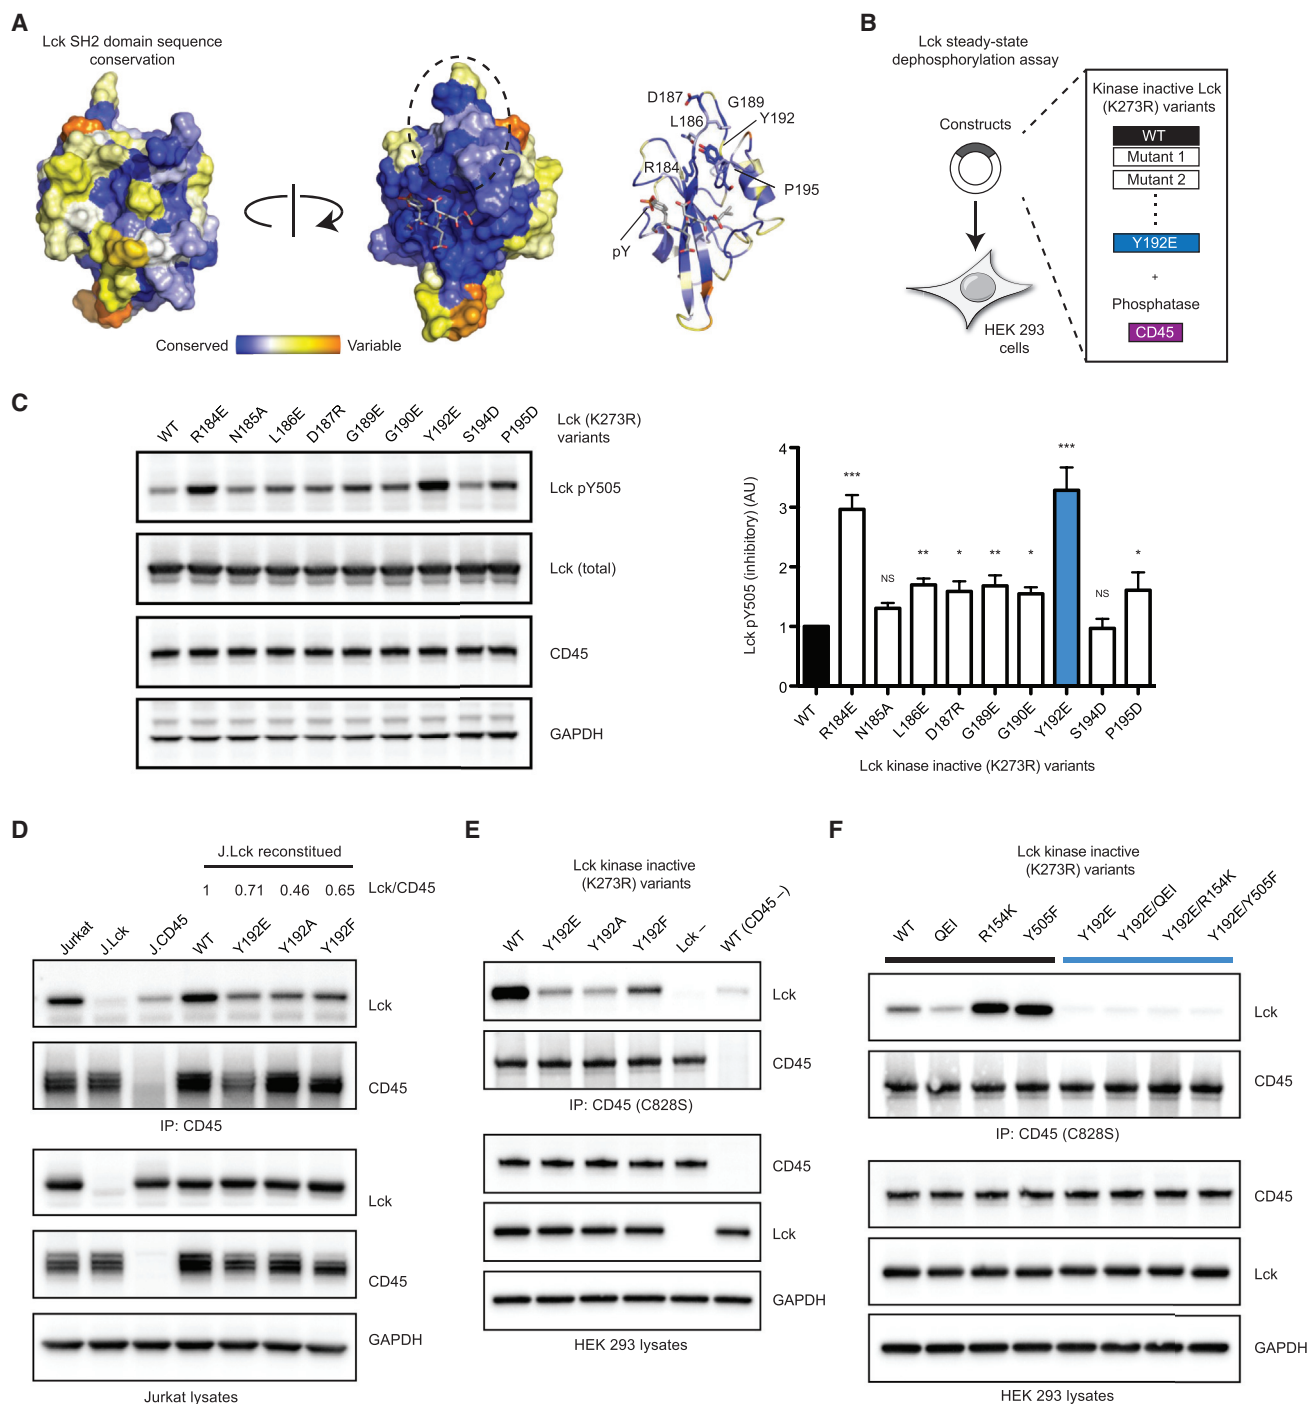 A
Lck SH2 domain sequence
conservation
D187
G189
L186
Y192
R184
P195
pY
Conserved
Variable
B
Lck steady-state
dephosphorylation assay
Constructs
HEK 293
cells
Kinase inactive Lck
(K273R) variants
WT
Mutant 1
Mutant 2
Y192E
+
Phosphatase
CD45
C
WT R184E N185A L186E D187R G189E G190E Y192E S194D P195D
Lck (K273R)
variants
Lck pY505
Lck (total)
CD45
GAPDH
Lck pY505 (inhibitory) (AU)
4
3
2
1
0
*** NS ** * ** * *** NS *
WT R184E N185A L186E D187R G189E G190E Y192E S194D P195D
Lck kinase inactive (K273R) variants
D
J.Lck reconstitued
1 0.71 0.46 0.65 Lck/CD45
Jurkat J.Lck J.CD45 WT Y192E Y192A Y192F
Lck
CD45
IP: CD45
Lck
CD45
GAPDH
Jurkat lysates
E
Lck kinase inactive
(K273R) variants
WT Y192E Y192A Y192F Lck – WT (CD45 –)
Lck
CD45
IP: CD45 (C828S)
CD45
Lck
GAPDH
HEK 293 lysates
F
Lck kinase inactive
(K273R) variants
WT QEI R154K Y505F Y192E Y192E/QEI Y192E/R154K Y192E/Y505F
Lck
CD45
IP: CD45 (C828S)
CD45
Lck
GAPDH
HEK 293 lysates